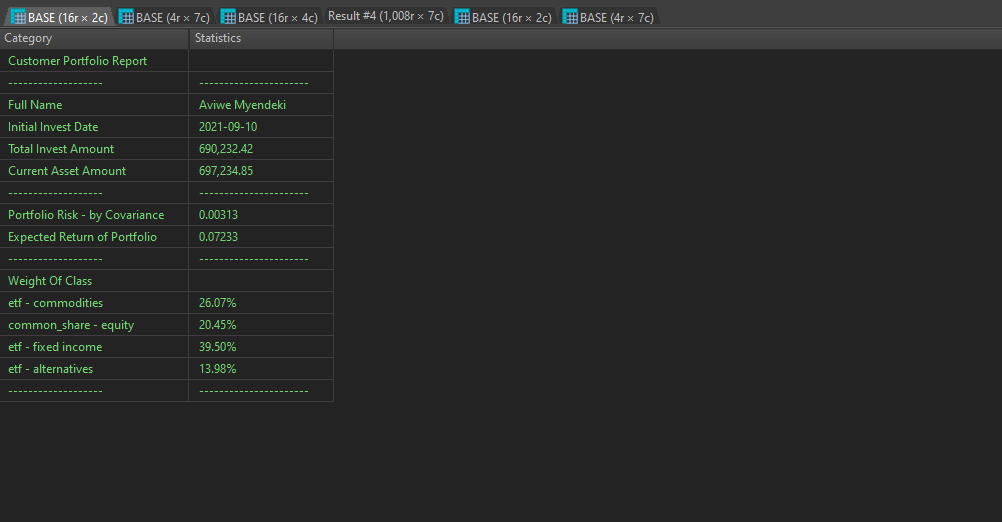 BASE (16r × 2c) BASE (4r × 7c) BASE (16r × 4c) Result #4 (1,008r × 7c) BASE (16r × 2c) BASE (4r × 7c)
Category Statistics
Customer Portfolio Report
------------------- ----------------------
Full Name Aviwe Myendeki
Initial Invest Date 2021-09-10
Total Invest Amount 690,232.42
Current Asset Amount 697,234.85
------------------- ----------------------
Portfolio Risk - by Covariance 0.00313
Expected Return of Portfolio 0.07233
------------------- ----------------------
Weight Of Class
etf - commodities 26.07%
common_share - equity 20.45%
etf - fixed income 39.50%
etf - alternatives 13.98%
------------------- ----------------------